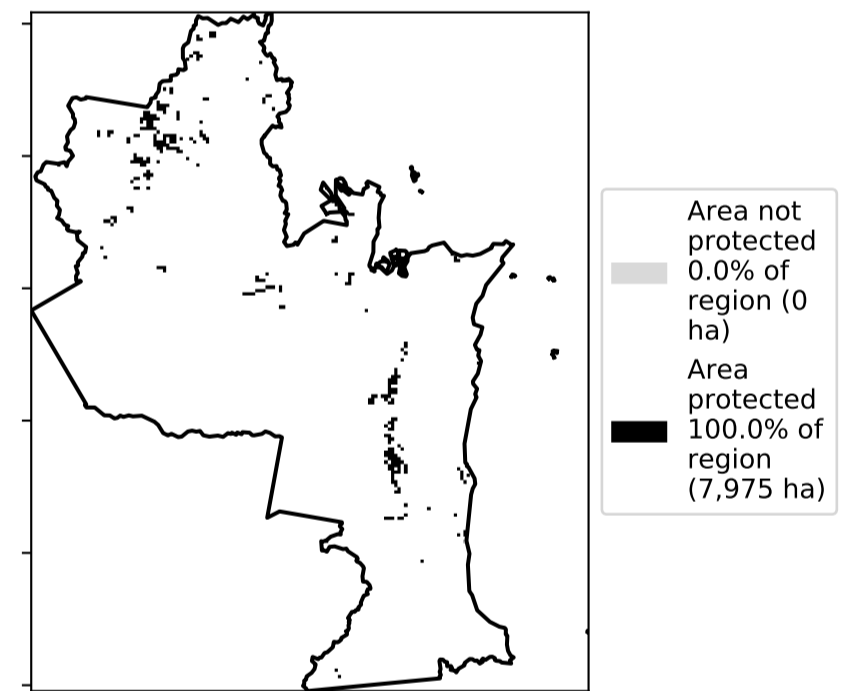 Area not
protected
0.0% of
region (0
ha)
Area
protected
100.0% of
region
(7,975 ha)